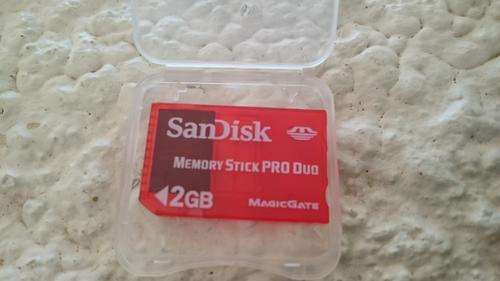 SanDisk
MEMORY STICK PRO DUO
2GB
MAGICGATE